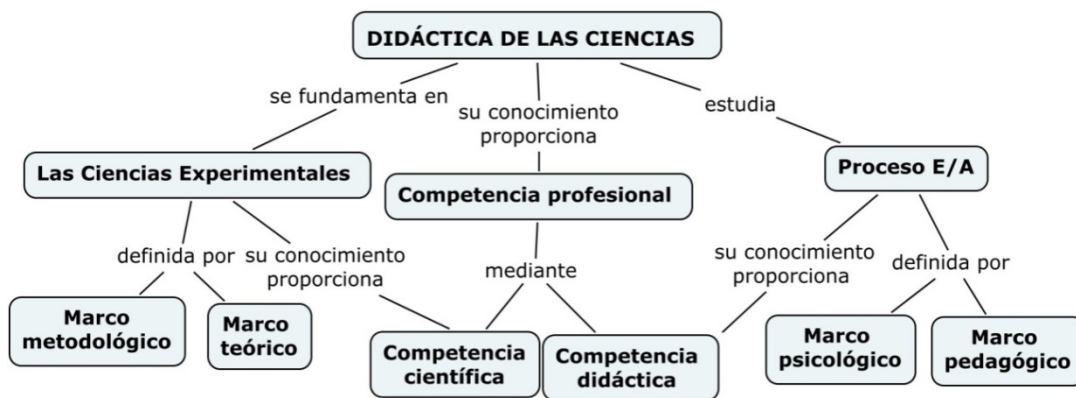 DIDÁCTICA DE LAS CIENCIAS
se fundamenta en
su conocimiento
proporciona
estudia
Las Ciencias Experimentales
Competencia profesional
Proceso E/A
definida por
su conocimiento
proporciona
mediante
su conocimiento
proporciona
definida por
Marco
metodológico
Marco
teórico
Competencia
científica
Competencia
didáctica
Marco
psicológico
Marco
pedagógico